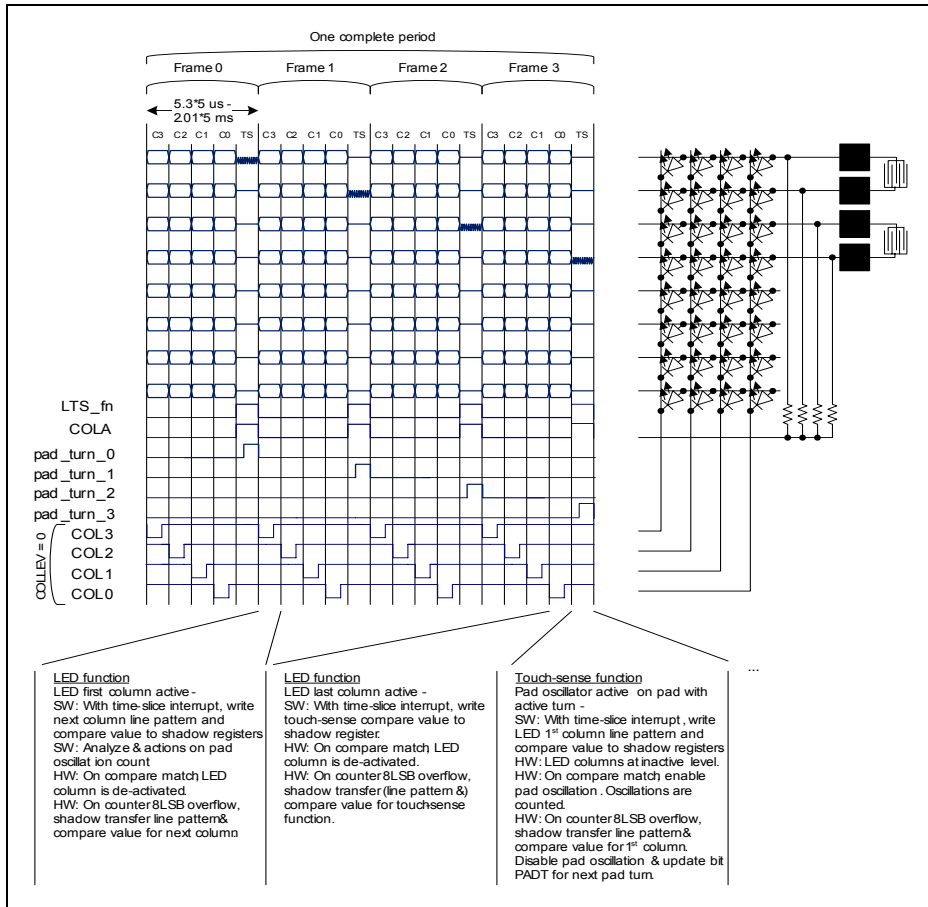 One complete period
Frame 0 Frame 1 Frame 2 Frame 3
5.3*5 us -
2.01*5 ms
C3 C2 C1 C0 TS C3 C2 C1 C0 TS C3 C2 C1 C0 TS C3 C2 C1 C0 TS
LTS_fn
COLA
pad_turn_0
pad_turn_1
pad_turn_2
pad_turn_3
COLLEV = 0
COL3
COL2
COL1
COL0
...
LED function
LED first column active -
SW: With time-slice interrupt, write
next column line pattern and
compare value to shadow registers
SW: Analyze & actions on pad
oscillation count
HW: On compare match, LED
column is de-activated.
HW: On counter 8LSB overflow,
shadow transfer line pattern &
compare value for next column.
LED function
LED last column active -
SW: With time-slice interrupt, write
touch-sense compare value to
shadow register.
HW: On compare match, LED
column is de-activated.
HW: On counter 8LSB overflow,
shadow transfer (line pattern &)
compare value for touch-sense
function.
Touch-sense function
Pad oscillator active on pad with
active turn -
SW: With time-slice interrupt, write
LED 1st column line pattern and
compare value to shadow registers
HW: LED columns at inactive level.
HW: On compare match, enable
pad oscillation. Oscillations are
counted.
HW: On counter 8LSB overflow,
shadow transfer line pattern &
compare value for 1st column.
Disable pad oscillation & update bit
PADT for next pad turn.